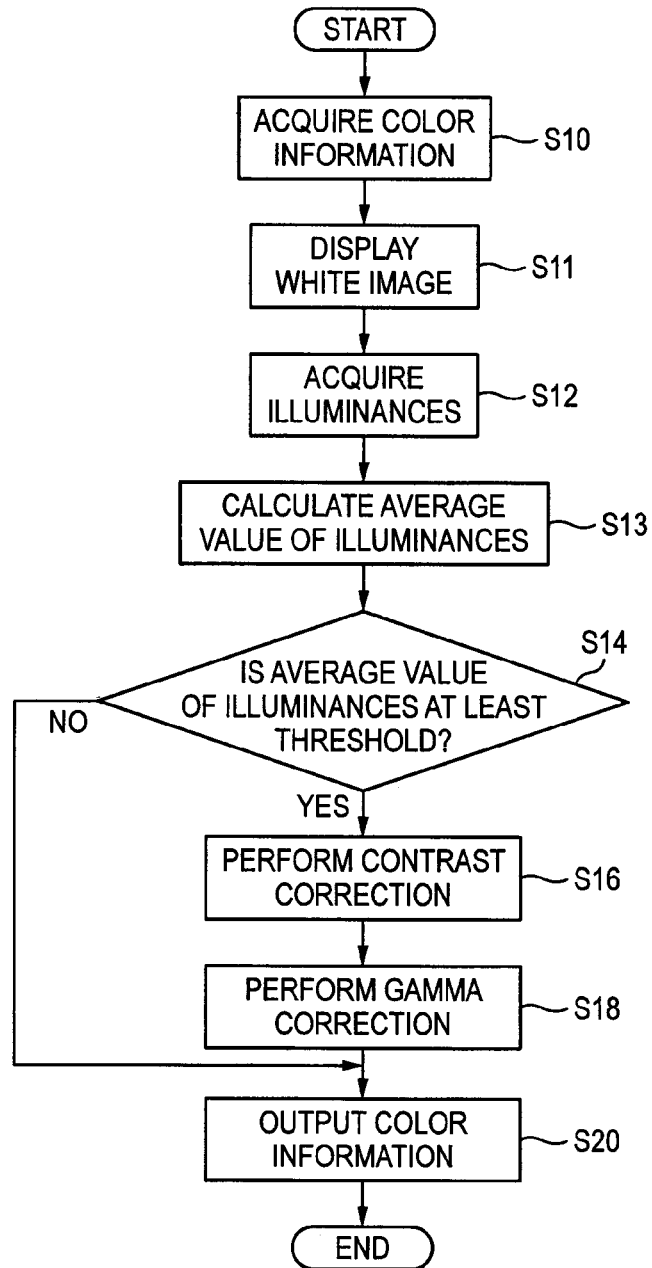 START
ACQUIRE COLOR
INFORMATION
S10
DISPLAY
WHITE IMAGE
S11
ACQUIRE
ILLUMINANCES
S12
CALCULATE AVERAGE
VALUE OF ILLUMINANCES
S13
S14
IS AVERAGE VALUE
OF ILLUMINANCES AT LEAST
THRESHOLD?
NO
YES
PERFORM CONTRAST
CORRECTION
S16
PERFORM GAMMA
CORRECTION
S18
OUTPUT COLOR
INFORMATION
S20
END